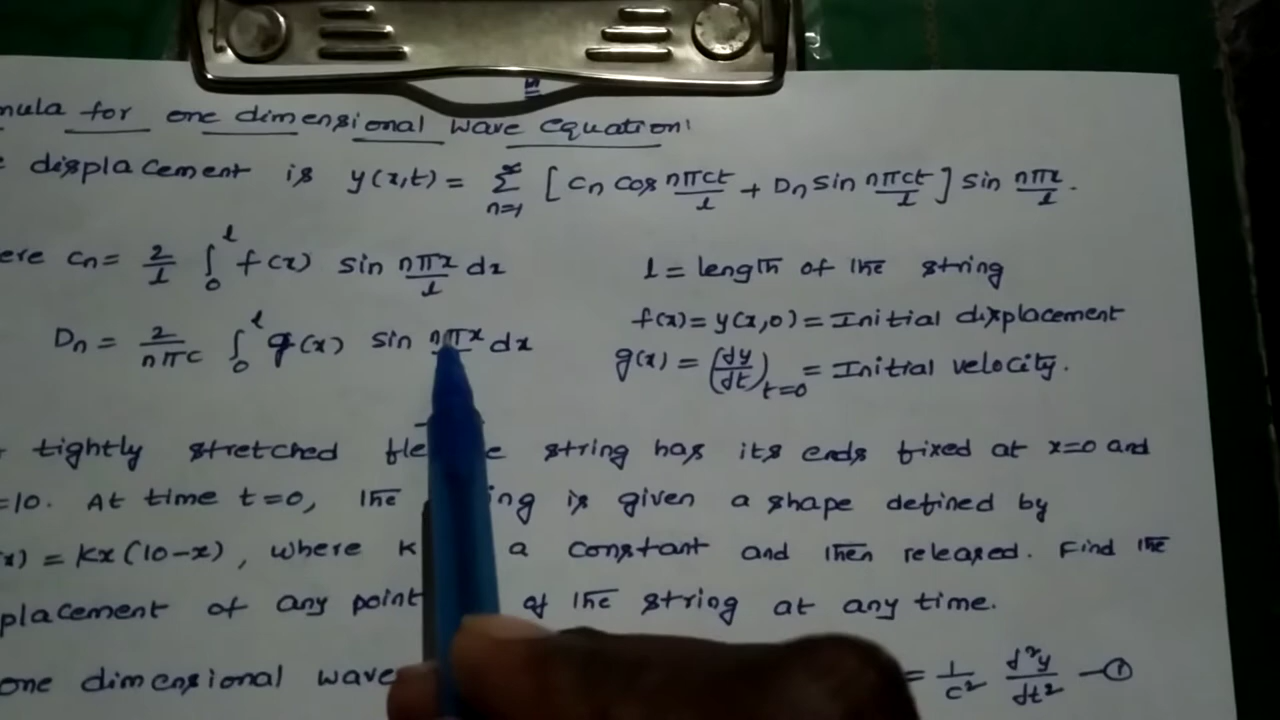 mula for one dimensional wave equation:
displacement is y(x,t) = ∞ Σ n=1 [ Cn cos nπct/l + Dn sin nπct/l ] sin nπx/l .
ere Cn = 2/l ∫₀ˡ f(x) sin nπx/l dx l = length of the string
f(x) = y(x,0) = Initial displacement
Dn = 2/nπc ∫₀ˡ g(x) sin nπx dx g(x) = (dy/dt) t=0 = Initial velocity.
tightly stretched string has its ends fixed at x=0 and
=10. At time t=0, the ing is given a shape defined by
x) = kx(10-x), where k a constant and then released. Find the
placement of any point of the string at any time.
one dimensional wave = 1/c² d²y/dt² —①